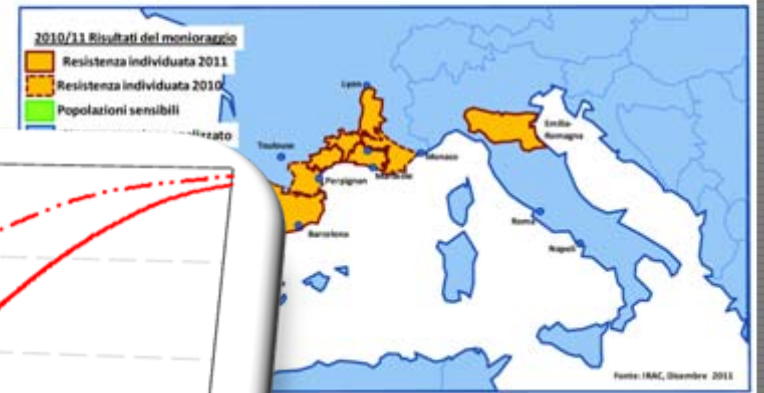 2010/11 Risultati del monioraggio
Resistenza individuata 2011
Resistenza individuata 2010
Popolazioni sensibili
Lyon
Emilia-
Romagna
Toulouse
Monaco
Marseille
Perpignan
Barcelona
Roma
Napoli
Fonte: IRAC, Dicembre 2011